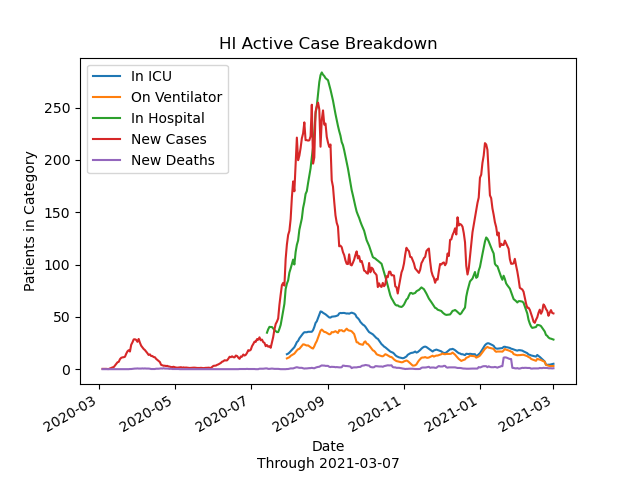 HI Active Case Breakdown
In ICU
On Ventilator
In Hospital
New Cases
New Deaths
Patients in Category
250
200
150
100
50
0
2020-03
2020-05
2020-07
2020-09
2020-11
2021-01
2021-03
Date
Through 2021-03-07